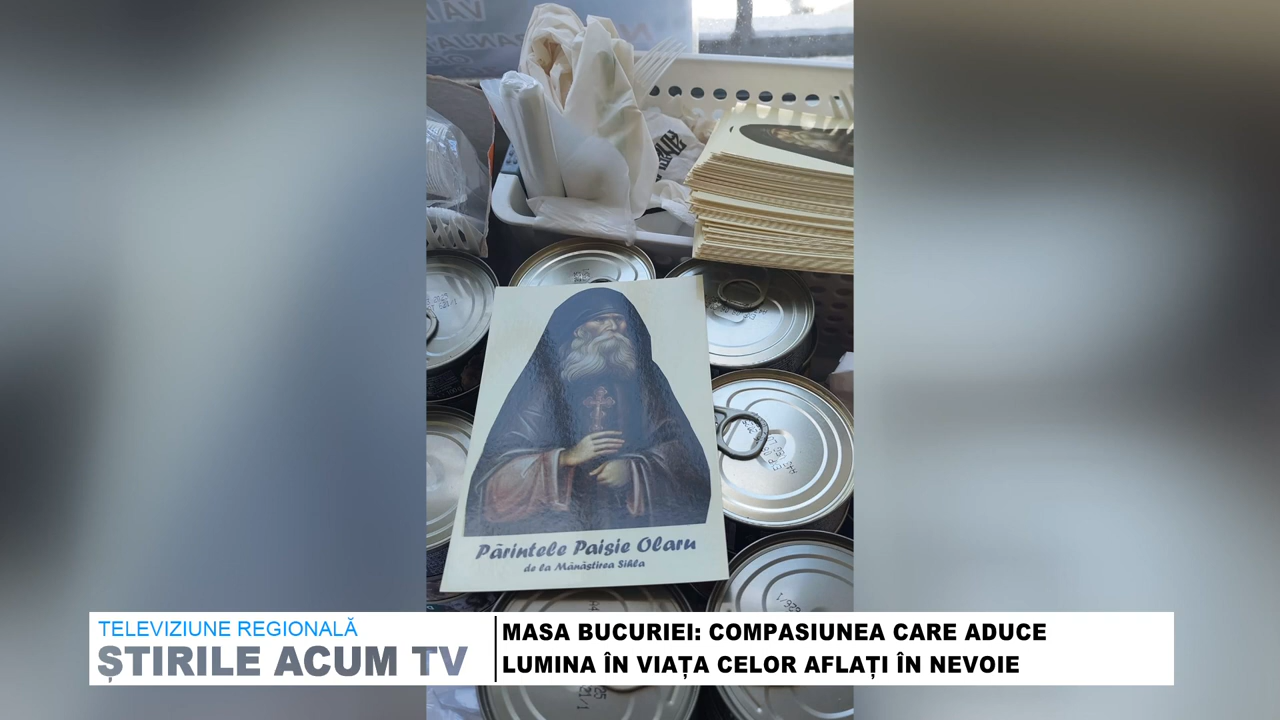 Părintele Paisie Olaru
de la Mănăstirea Sihla
TELEVIZIUNE REGIONALĂ
ȘTIRILE ACUM TV
MASA BUCURIEI: COMPASIUNEA CARE ADUCE
LUMINA ÎN VIAȚA CELOR AFLAȚI ÎN NEVOIE